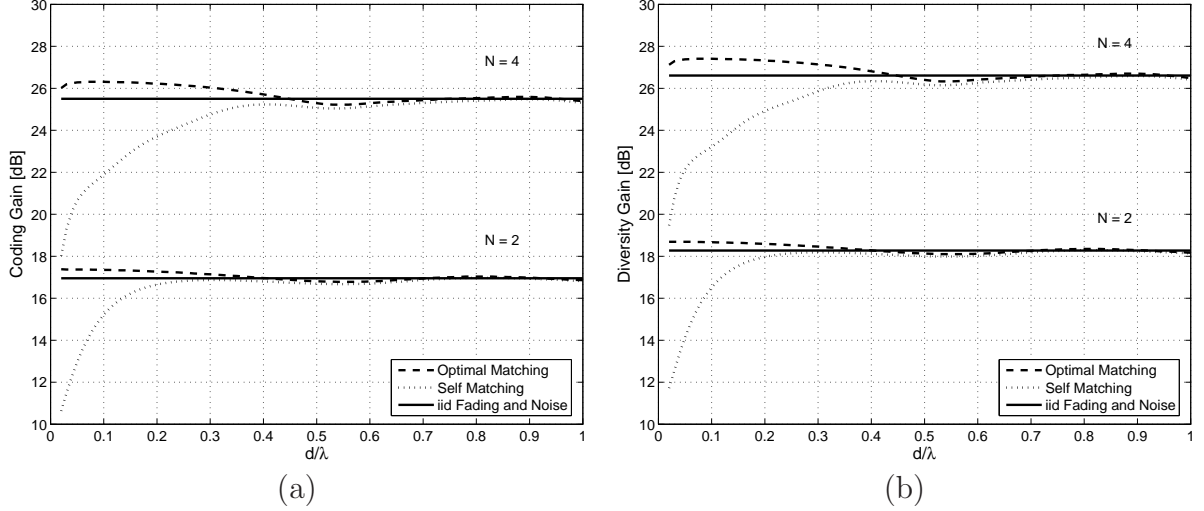 30
28
26
24
22
20
18
16
14
12
10
Coding Gain [dB]
N = 4
N = 2
Optimal Matching
Self Matching
iid Fading and Noise
0 0.1 0.2 0.3 0.4 0.5 0.6 0.7 0.8 0.9 1
d/λ
(a)
30
28
26
24
22
20
18
16
14
12
10
Diversity Gain [dB]
N = 4
N = 2
Optimal Matching
Self Matching
iid Fading and Noise
0 0.1 0.2 0.3 0.4 0.5 0.6 0.7 0.8 0.9 1
d/λ
(b)